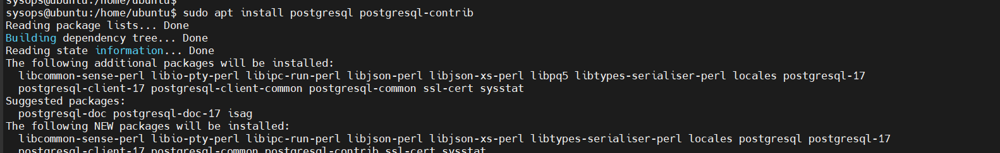 sysops@ubuntu:/home/ubuntu$
sysops@ubuntu:/home/ubuntu$ sudo apt install postgresql postgresql-contrib
Reading package lists... Done
Building dependency tree... Done
Reading state information... Done
The following additional packages will be installed:
  libcommon-sense-perl libio-pty-perl libipc-run-perl libjson-perl libjson-xs-perl libpq5 libtypes-serialiser-perl locales postgresql-17
  postgresql-client-17 postgresql-client-common postgresql-common ssl-cert sysstat
Suggested packages:
  postgresql-doc postgresql-doc-17 isag
The following NEW packages will be installed:
  libcommon-sense-perl libio-pty-perl libipc-run-perl libjson-perl libjson-xs-perl libtypes-serialiser-perl locales postgresql postgresql-17
  postgresql-client-17 postgresql-common postgresql-contrib ssl-cert sysstat